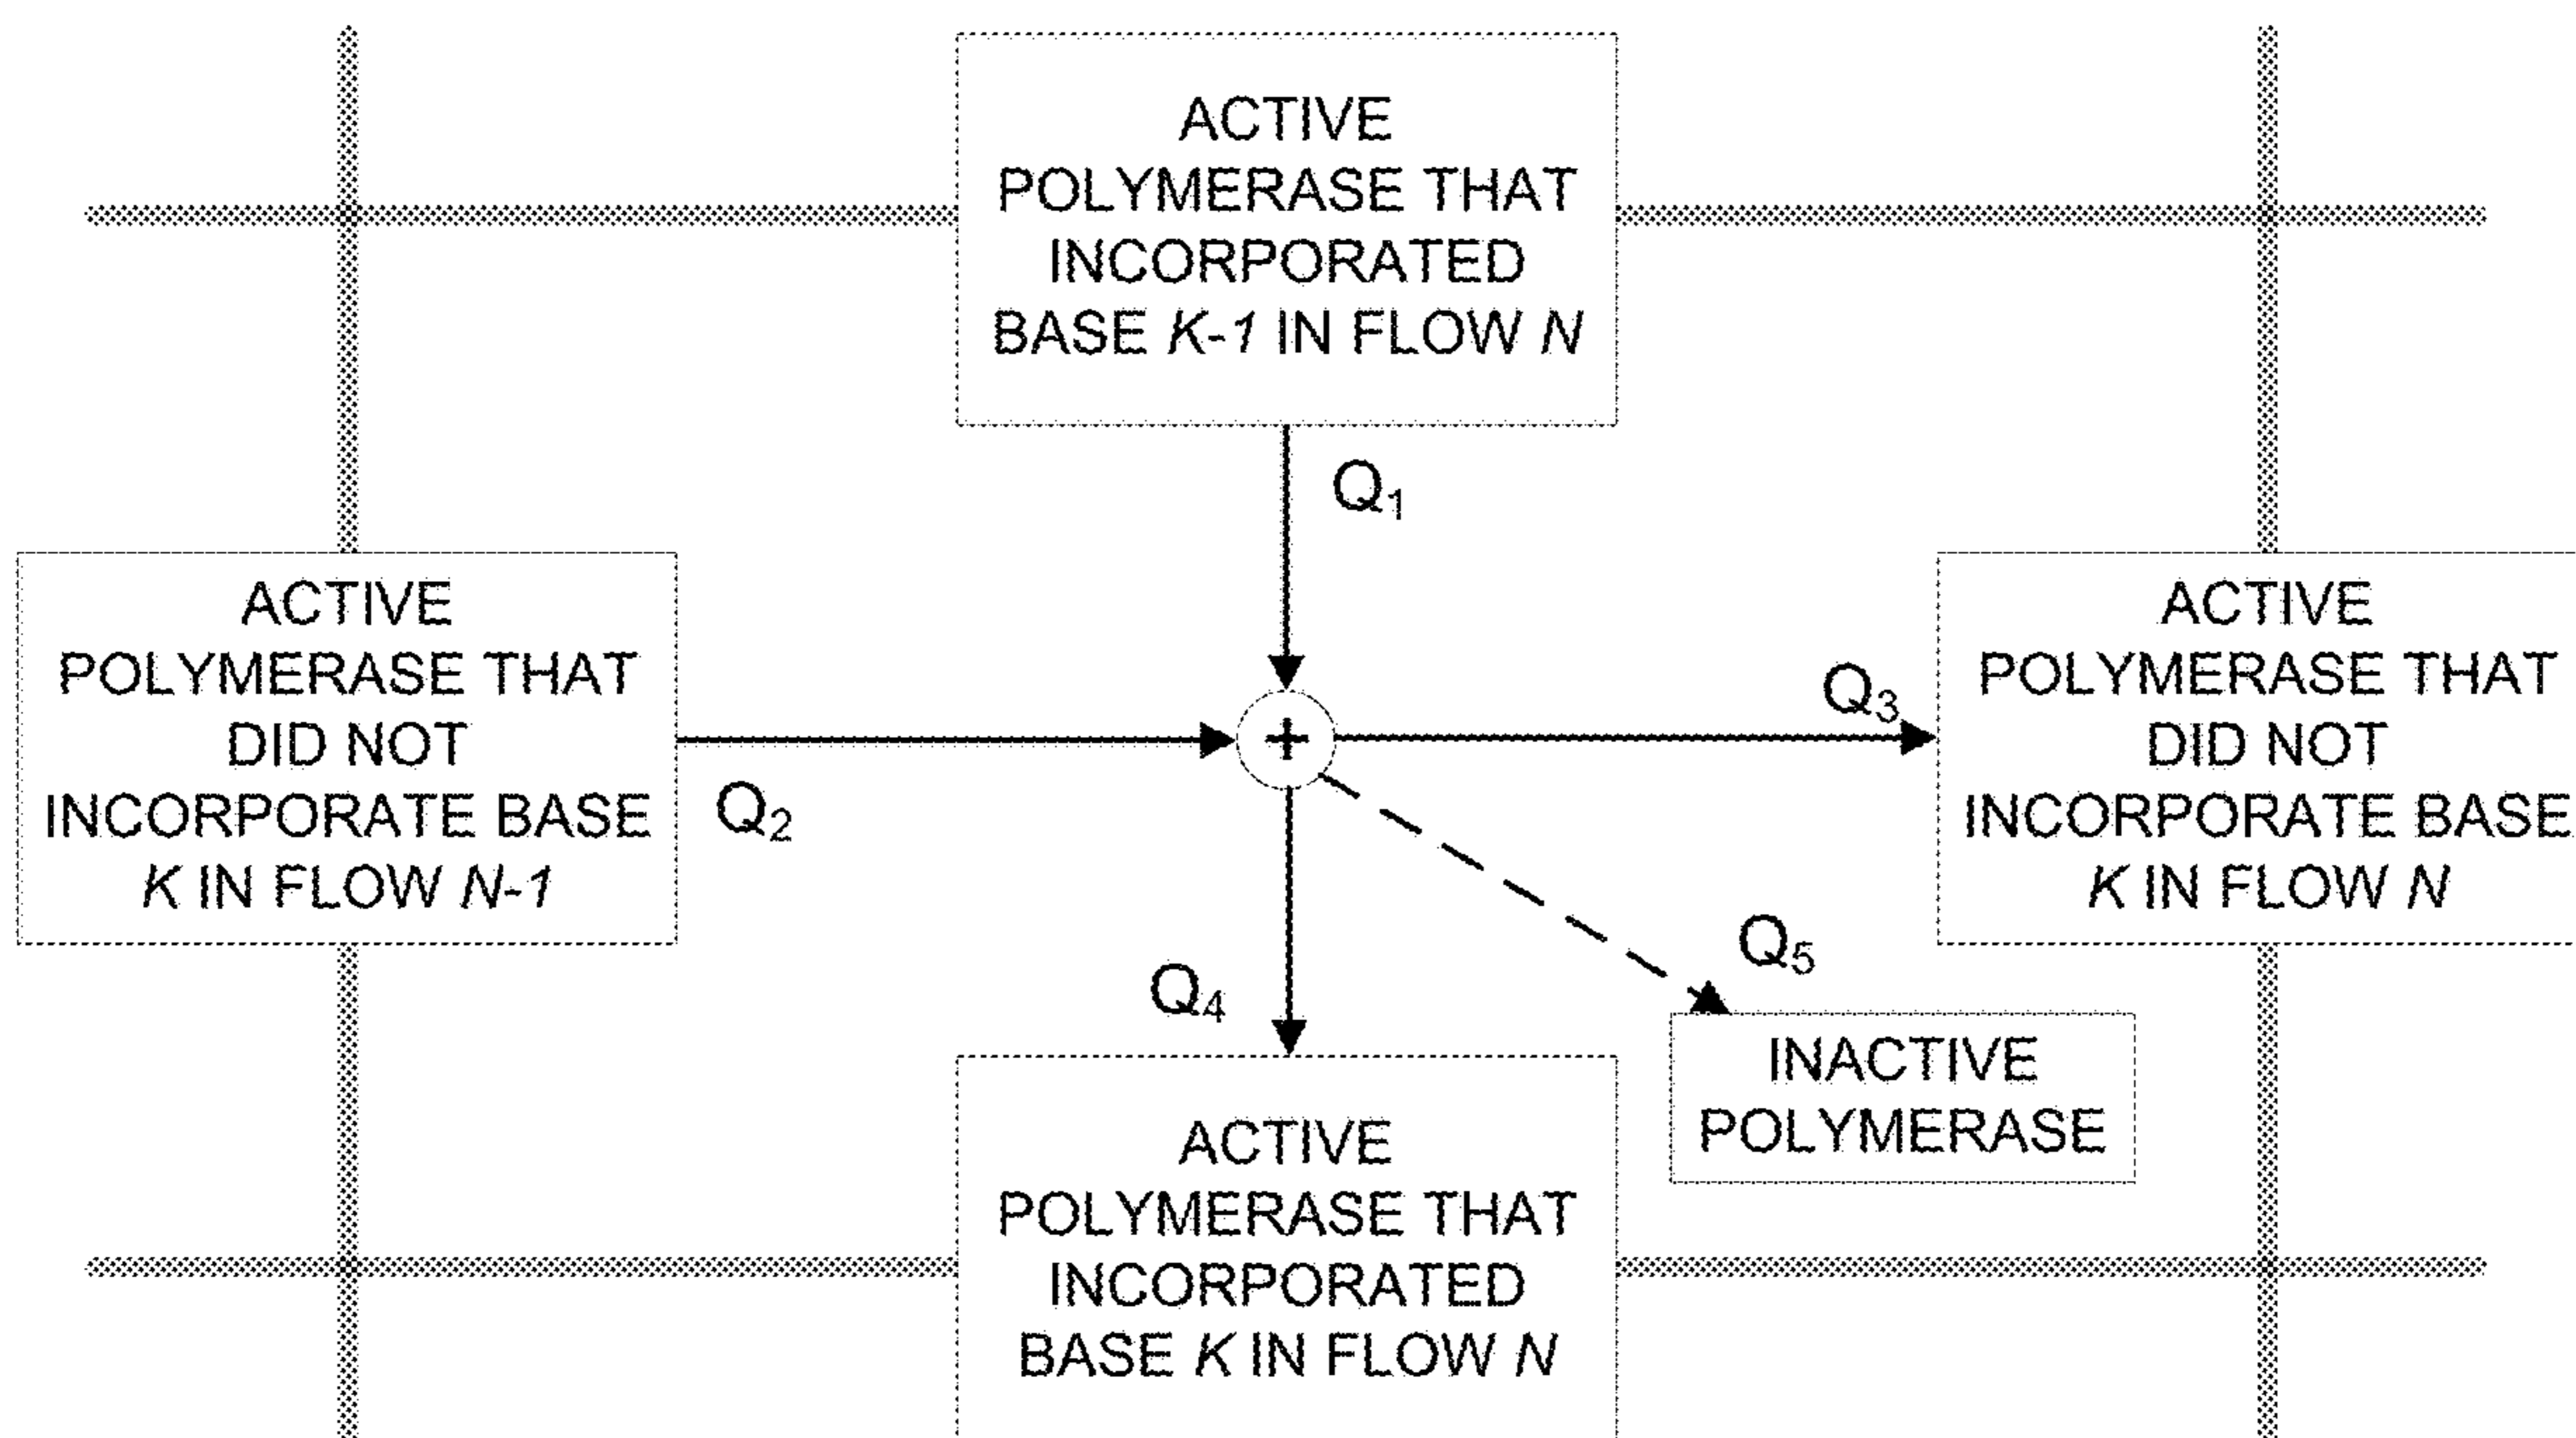 ACTIVE
POLYMERASE THAT
INCORPORATED
BASE K-1 IN FLOW N
Q1
ACTIVE
POLYMERASE THAT
DID NOT
INCORPORATE BASE
K IN FLOW N-1
Q2
+
Q3
ACTIVE
POLYMERASE THAT
DID NOT
INCORPORATE BASE
K IN FLOW N
Q4
Q5
INACTIVE
POLYMERASE
ACTIVE
POLYMERASE THAT
INCORPORATED
BASE K IN FLOW N